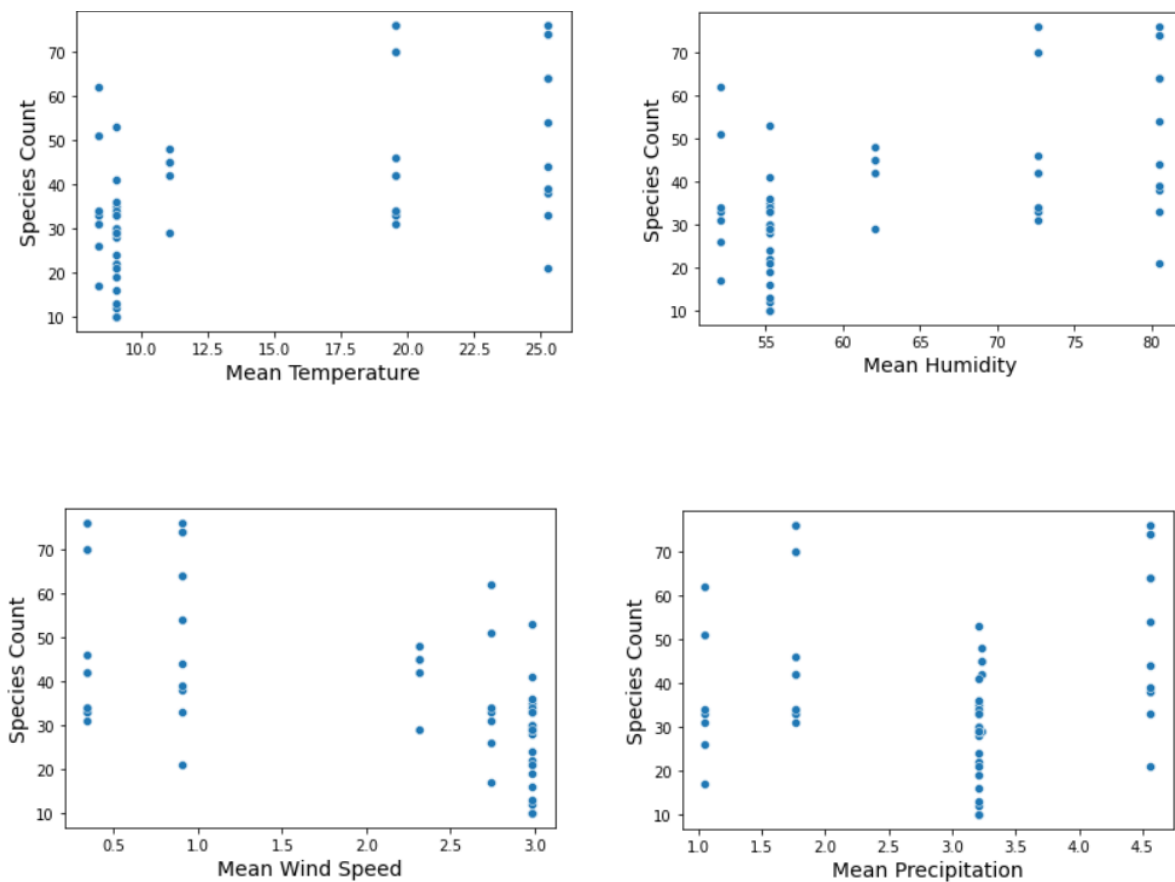 Species Count
70
60
50
40
30
20
10
10.0 12.5 15.0 17.5 20.0 22.5 25.0
Mean Temperature
Species Count
70
60
50
40
30
20
10
55 60 65 70 75 80
Mean Humidity
Species Count
70
60
50
40
30
20
10
0.5 1.0 1.5 2.0 2.5 3.0
Mean Wind Speed
Species Count
70
60
50
40
30
20
10
1.0 1.5 2.0 2.5 3.0 3.5 4.0 4.5
Mean Precipitation